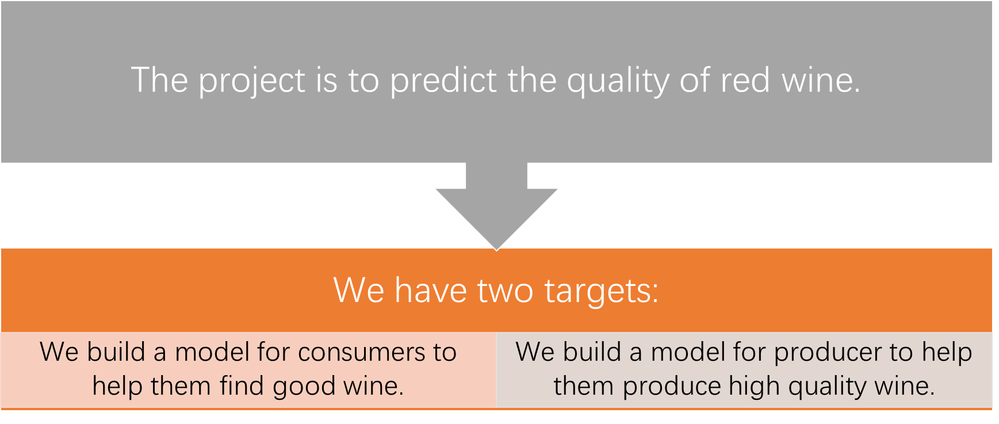 The project is to predict the quality of red wine.
We have two targets:
We build a model for consumers to
help them find good wine.
We build a model for producer to help
them produce high quality wine.